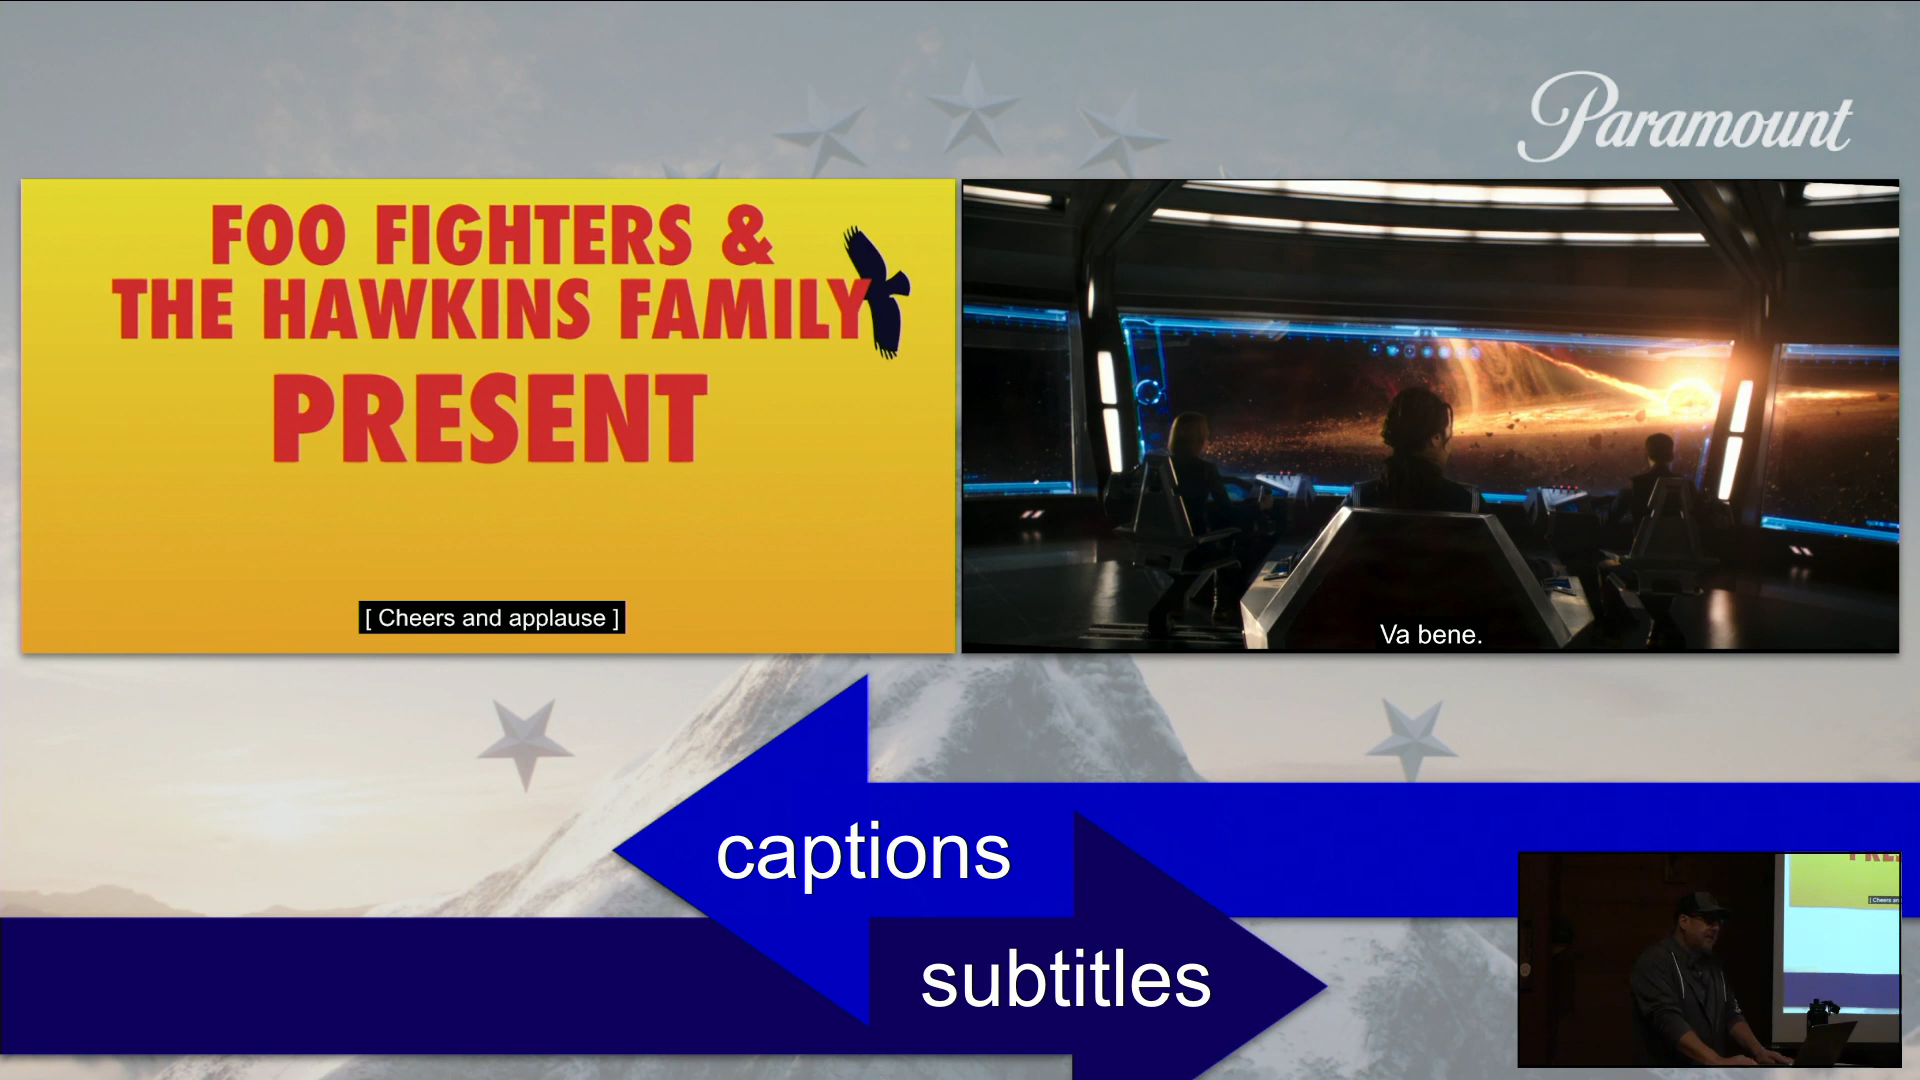 Paramount
FOO FIGHTERS &
THE HAWKINS FAMILY
PRESENT
[ Cheers and applause ]
Va bene.
captions
subtitles